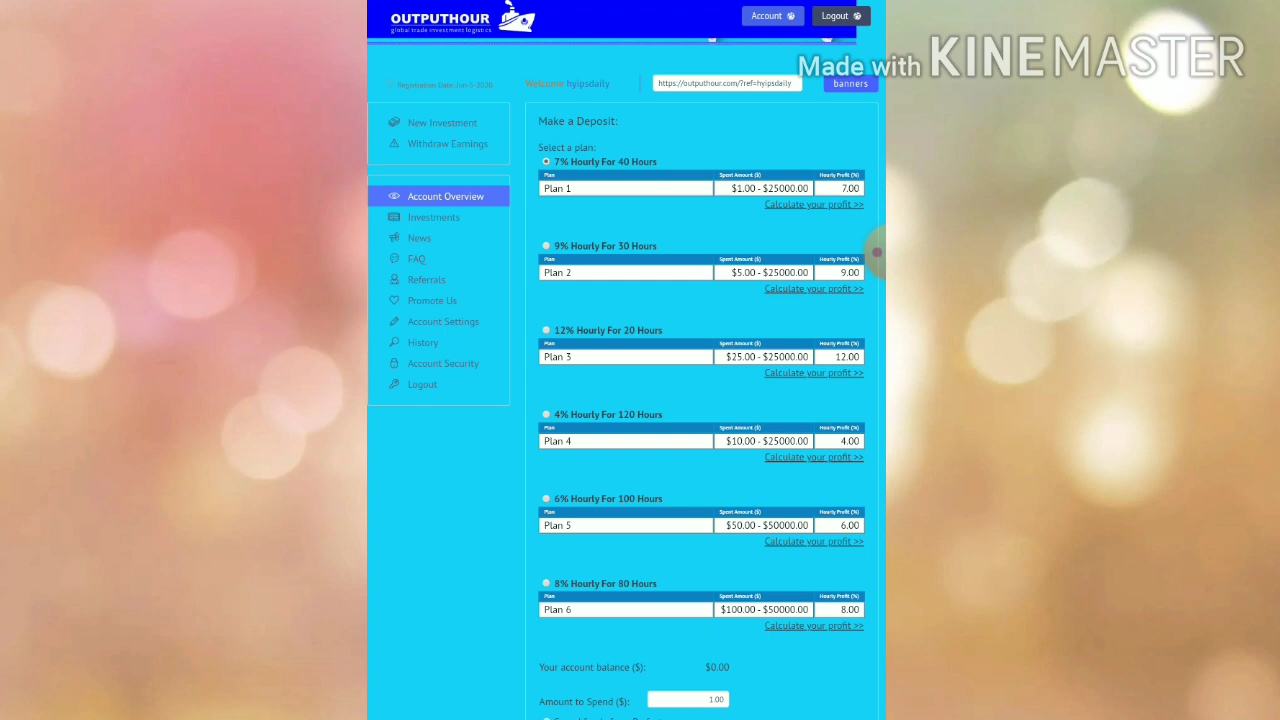 OUTPUTHOUR
global trade investment logistics
Account
Logout
Made with KINEMASTER
Registration Date: Jun-5-2020
Welcome hyipsdaily
https://outputhour.com/?ref=hyipsdaily
banners
New Investment
Withdraw Earnings
Account Overview
Investments
News
FAQ
Referrals
Promote Us
Account Settings
History
Account Security
Logout
Make a Deposit:
Select a plan:
7% Hourly For 40 Hours
Plan Spent Amount ($) Hourly Profit (%)
Plan 1 $1.00 - $25000.00 7.00
Calculate your profit >>
9% Hourly For 30 Hours
Plan Spent Amount ($) Hourly Profit (%)
Plan 2 $5.00 - $25000.00 9.00
Calculate your profit >>
12% Hourly For 20 Hours
Plan Spent Amount ($) Hourly Profit (%)
Plan 3 $25.00 - $25000.00 12.00
Calculate your profit >>
4% Hourly For 120 Hours
Plan Spent Amount ($) Hourly Profit (%)
Plan 4 $10.00 - $25000.00 4.00
Calculate your profit >>
6% Hourly For 100 Hours
Plan Spent Amount ($) Hourly Profit (%)
Plan 5 $50.00 - $50000.00 6.00
Calculate your profit >>
8% Hourly For 80 Hours
Plan Spent Amount ($) Hourly Profit (%)
Plan 6 $100.00 - $50000.00 8.00
Calculate your profit >>
Your account balance ($): $0.00
Amount to Spend ($): 1.00